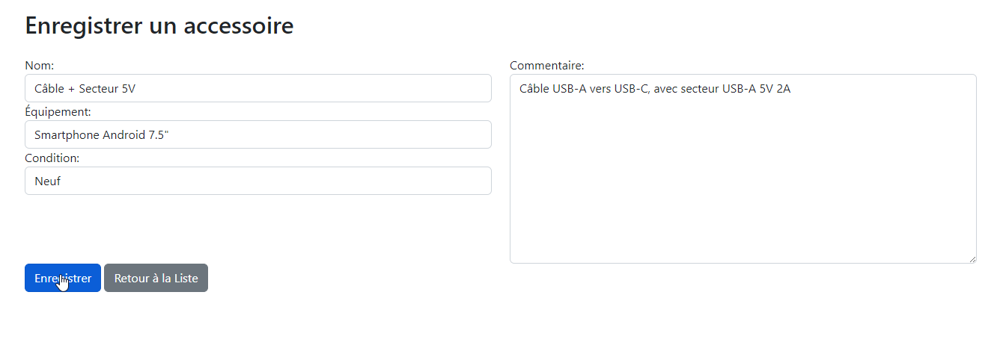 Enregistrer un accessoire
Nom:
Câble + Secteur 5V
Équipement:
Smartphone Android 7.5"
Condition:
Neuf
Commentaire:
Câble USB-A vers USB-C, avec secteur USB-A 5V 2A
Enregistrer
Retour à la Liste